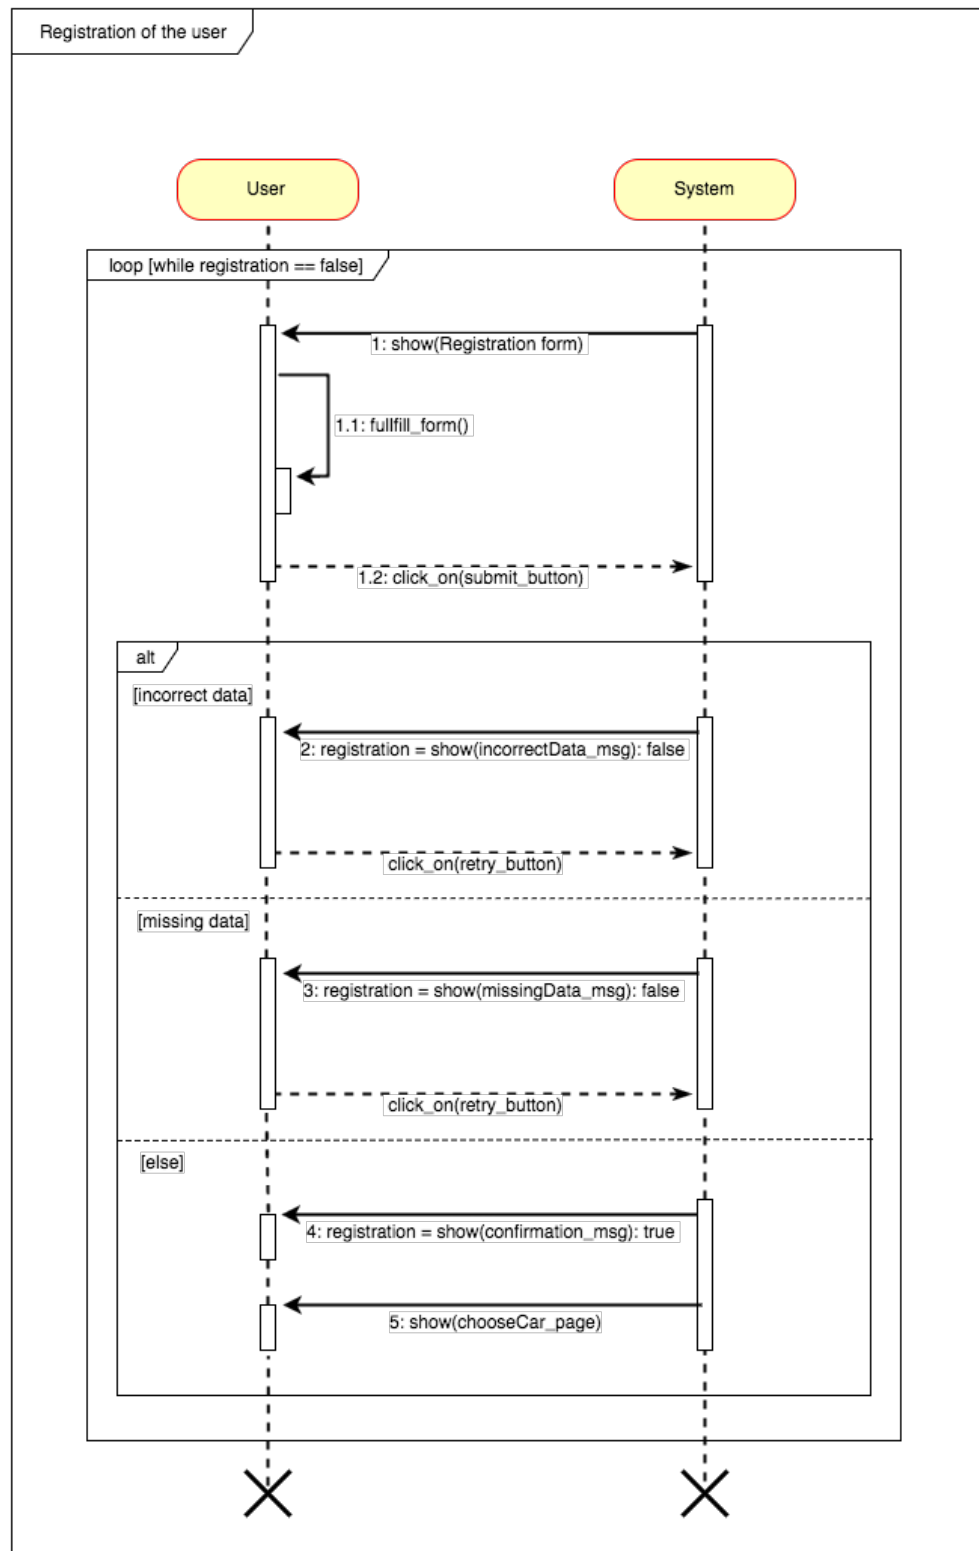 Registration of the user
User
System
loop [while registration == false]
1: show(Registration form)
1.1: fullfill_form()
1.2: click_on(submit_button)
alt
[incorrect data]
2: registration = show(incorrectData_msg): false
click_on(retry_button)
[missing data]
3: registration = show(missingData_msg): false
click_on(retry_button)
[else]
4: registration = show(confirmation_msg): true
5: show(chooseCar_page)